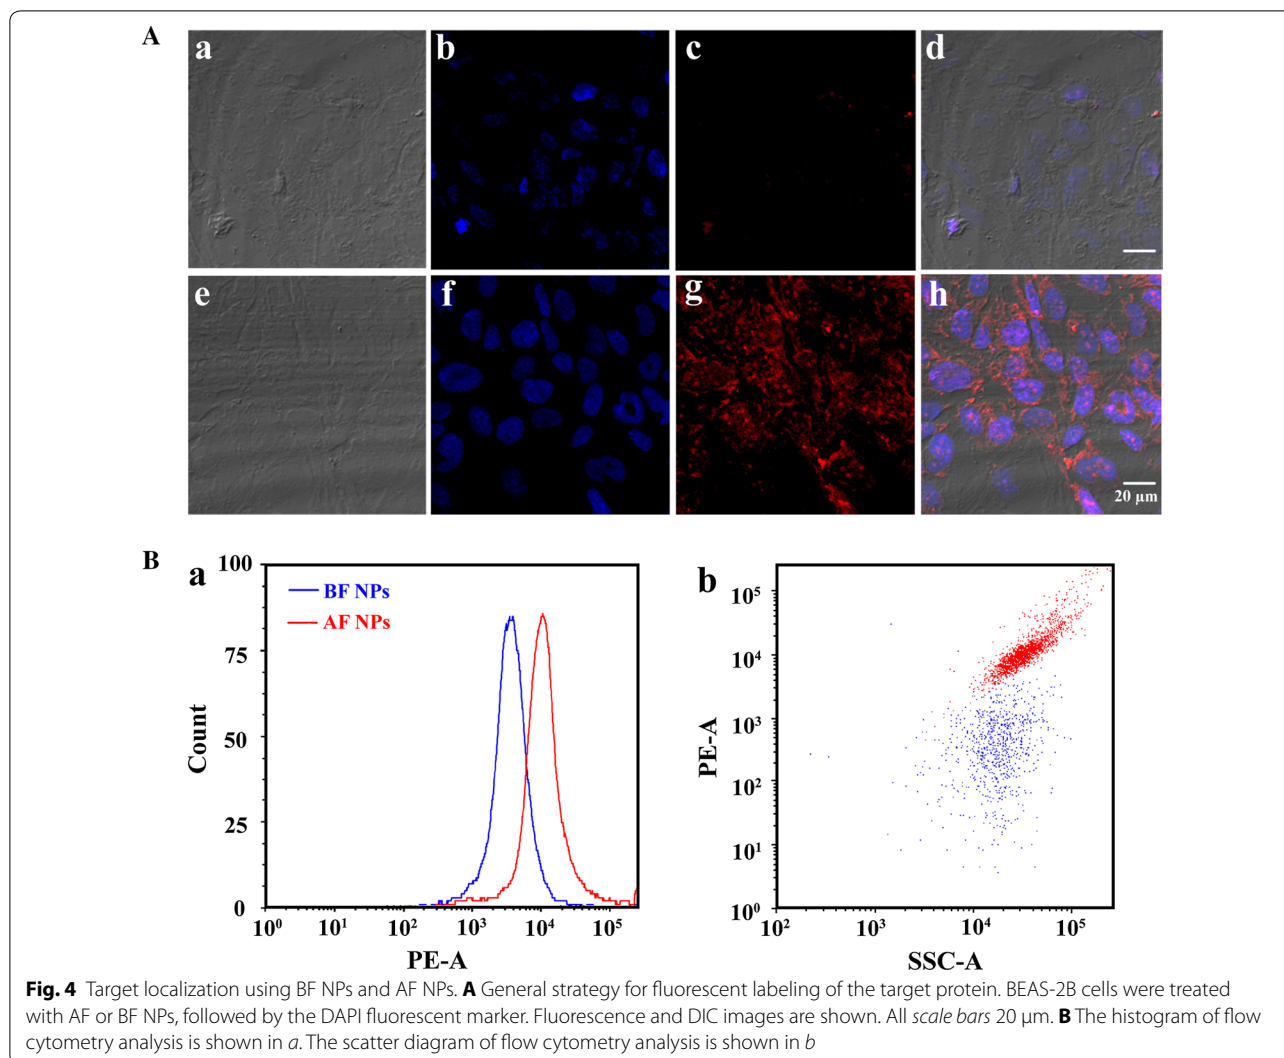 A
a b c d
e f g h
20 µm
B
a
100
75
50
25
0
Count
BF NPs
AF NPs
10⁰ 10¹ 10² 10³ 10⁴ 10⁵
PE-A
b
10⁵
10⁴
10³
10²
10¹
10⁰
PE-A
10² 10³ 10⁴ 10⁵
SSC-A
Fig. 4 Target localization using BF NPs and AF NPs. A General strategy for fluorescent labeling of the target protein. BEAS-2B cells were treated
with AF or BF NPs, followed by the DAPI fluorescent marker. Fluorescence and DIC images are shown. All scale bars 20 µm. B The histogram of flow
cytometry analysis is shown in a. The scatter diagram of flow cytometry analysis is shown in b